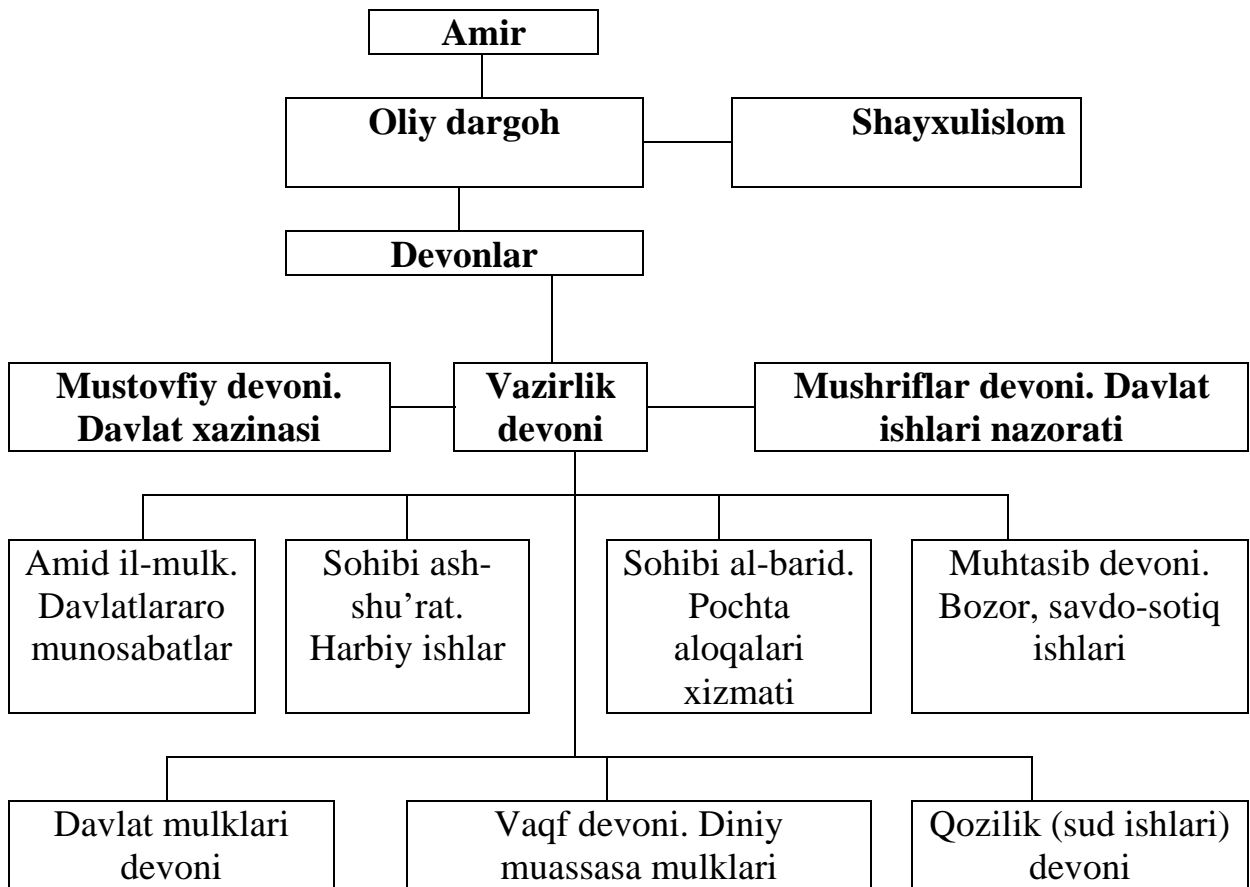 Amir
Oliy dargoh
Shayxulislom
Devonlar
Mustovfiy devoni.
Davlat xazinasi
Vazirlik
devoni
Mushriflar devoni. Davlat
ishlari nazorati
Amid il-mulk.
Davlatlararo
munosabatlar
Sohibi ash-
shu’rat.
Harbiy ishlar
Sohibi al-barid.
Pochta
aloqalari
xizmati
Muhtasib devoni.
Bozor, savdo-sotiq
ishlari
Davlat mulklari
devoni
Vaqf devoni. Diniy
muassasa mulklari
Qozilik (sud ishlari)
devoni